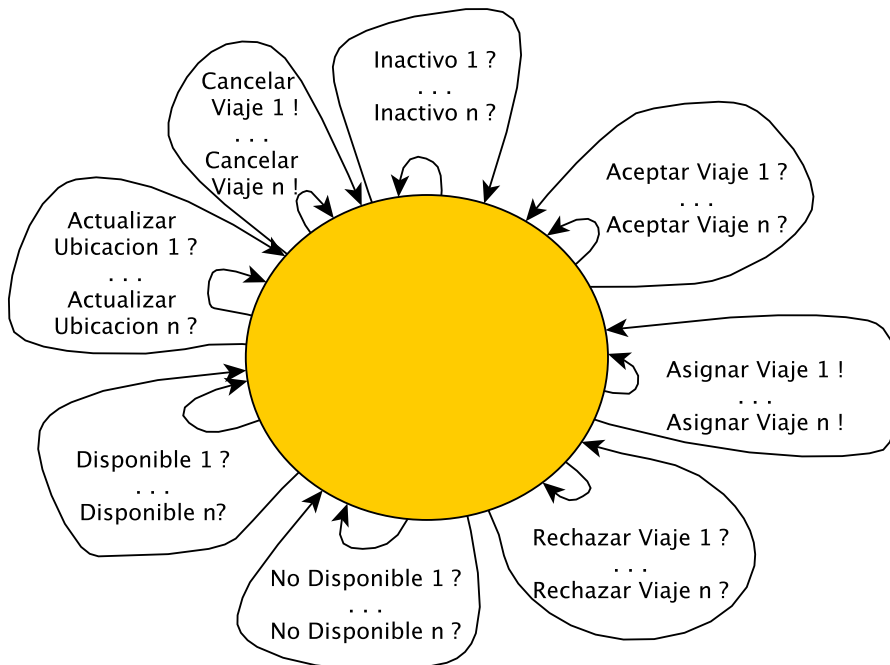 Inactivo 1 ?
. . .
Inactivo n ?
Cancelar
Viaje 1 !
. . .
Cancelar
Viaje n !
Aceptar Viaje 1 ?
. . .
Aceptar Viaje n ?
Actualizar
Ubicacion 1 ?
. . .
Actualizar
Ubicacion n ?
Asignar Viaje 1 !
. . .
Asignar Viaje n !
Disponible 1 ?
. . .
Disponible n?
Rechazar Viaje 1 ?
. . .
Rechazar Viaje n ?
No Disponible 1 ?
. . .
No Disponible n ?